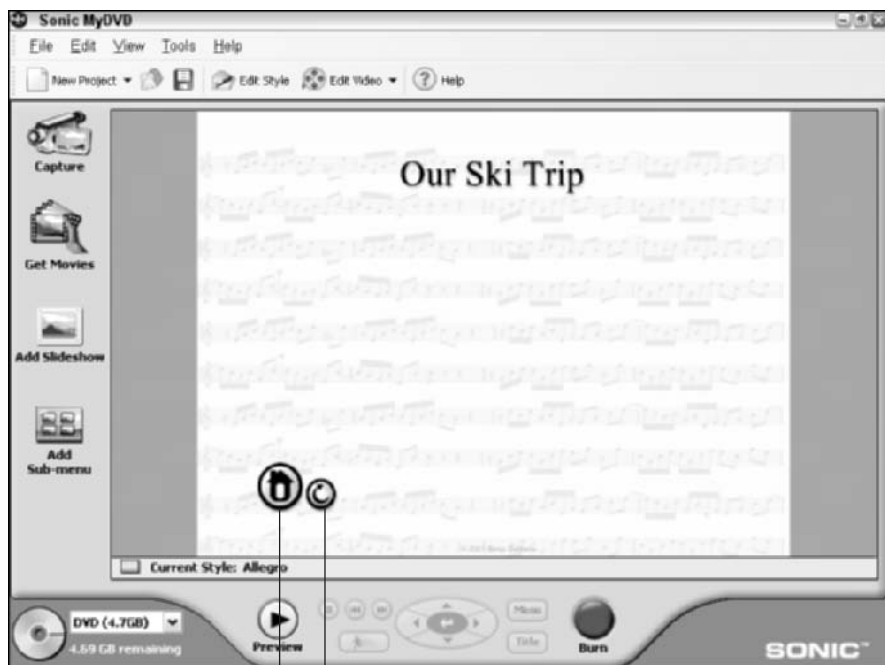 Sonic MyDVD
File Edit View Tools Help
New Project Edit Style Edit Video Help
Capture
Get Movies
Add Slideshow
Add
Sub-menu
Our Ski Trip
Current Style: Allegro
DVD (4.7GB)
4.69 GB remaining
Preview
Menu
Title
Burn
SONIC™